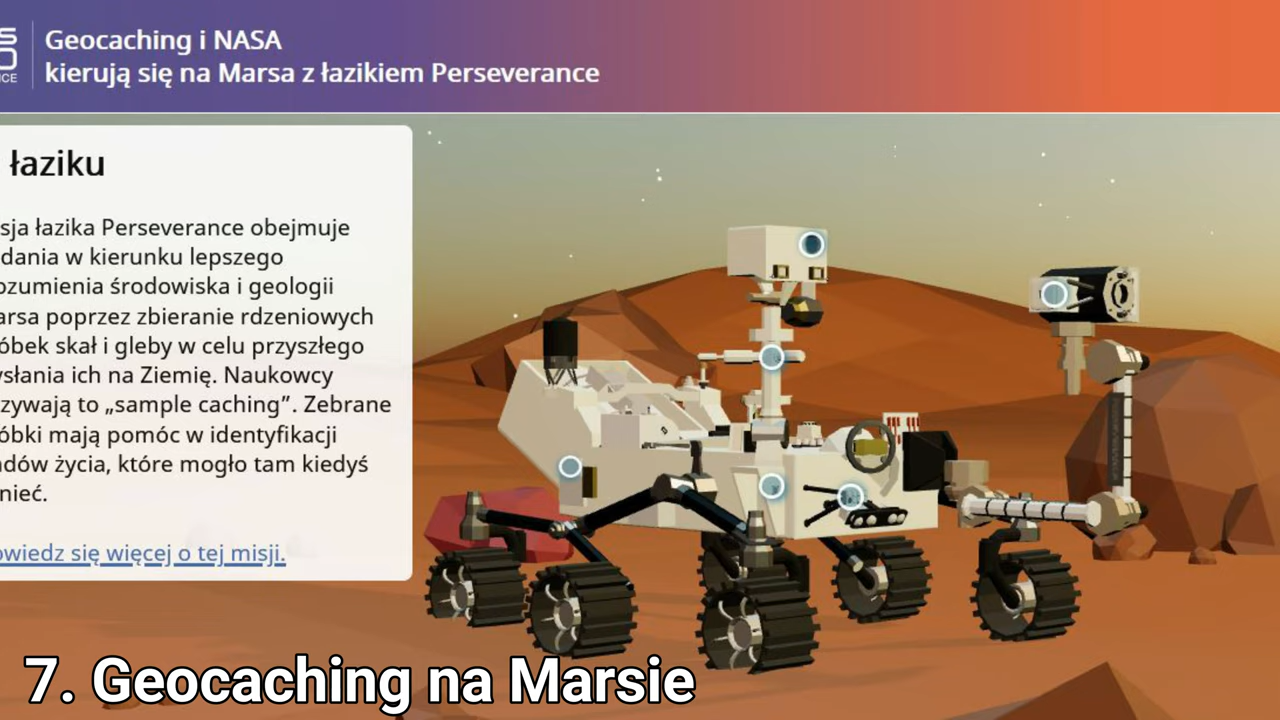 Geocaching i NASA
kierują się na Marsa z łazikiem Perseverance
łaziku
sja łazika Perseverance obejmuje
dania w kierunku lepszego
ozumienia środowiska i geologii
arsa poprzez zbieranie rdzeniowych
óbek skał i gleby w celu przyszłego
ysłania ich na Ziemię. Naukowcy
zywają to „sample caching”. Zebrane
óbki mają pomóc w identyfikacji
adów życia, które mogło tam kiedyś
nieć.
owiedz się więcej o tej misji.
7. Geocaching na Marsie